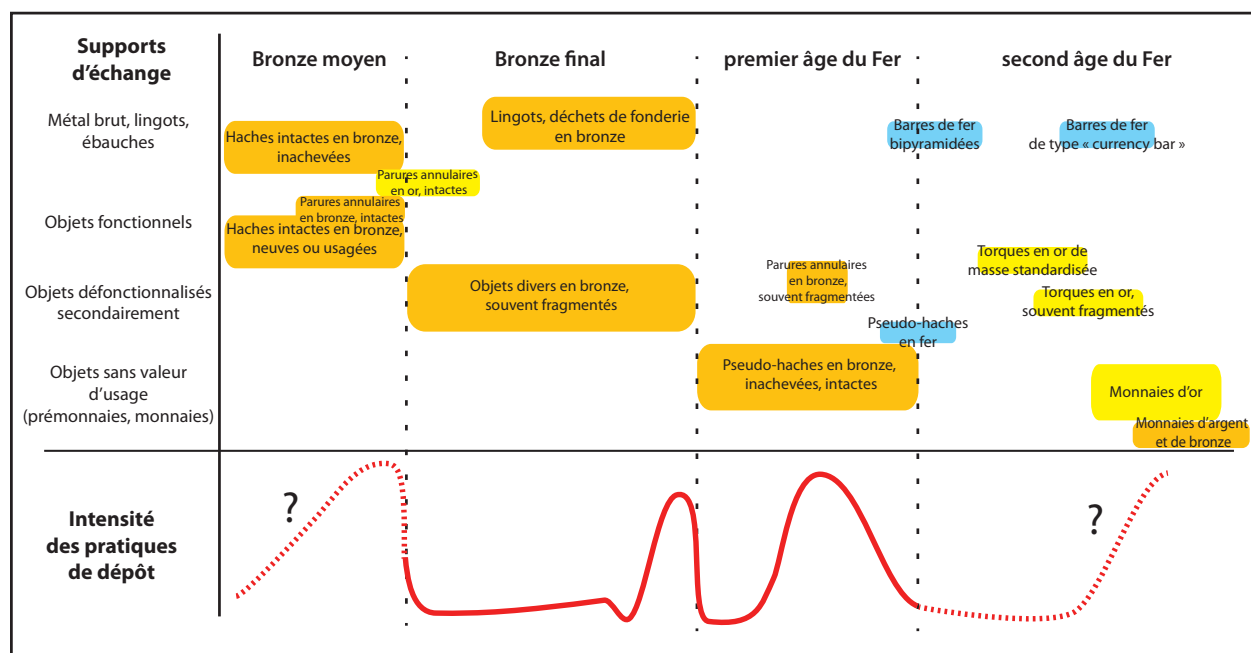 Supports
d'échange
Bronze moyen
Bronze final
premier âge du Fer
second âge du Fer
Métal brut, lingots,
ébauches
Haches intactes en bronze,
inachevées
Lingots, déchets de fonderie
en bronze
Barres de fer
bipyramidées
Barres de fer
de type « currency bar »
Parures annulaires
en or, intactes
Objets fonctionnels
Parures annulaires
en bronze, intactes
Haches intactes en bronze,
neuves ou usagées
Objets défonctionnalisés
secondairement
Objets divers en bronze,
souvent fragmentés
Parures annulaires
en bronze,
souvent fragmentées
Torques en or de
masse standardisée
Torques en or,
souvent fragmentés
Pseudo-haches
en fer
Objets sans valeur
d'usage
(prémonnaies, monnaies)
Pseudo-haches en bronze,
inachevées, intactes
Monnaies d'or
Monnaies d'argent
et de bronze
Intensité
des pratiques
de dépôt
?
?